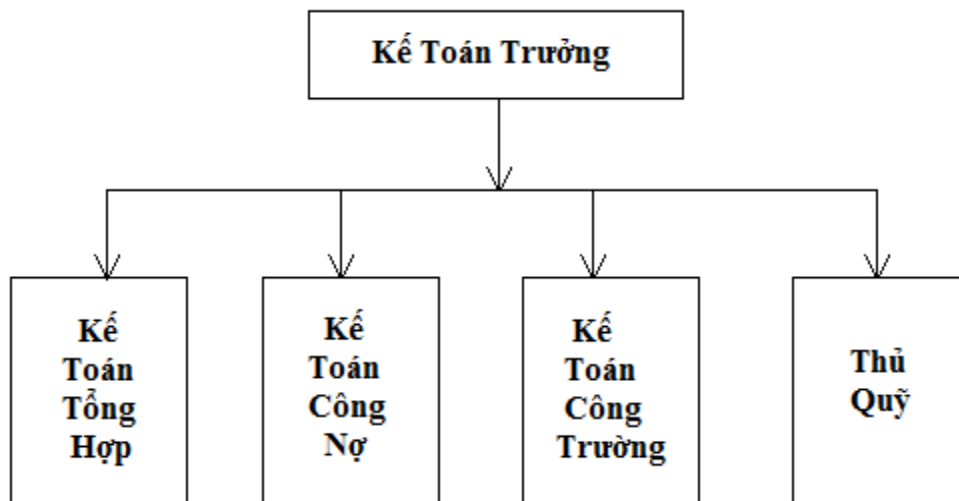 Kế Toán Trưởng
Kế
Toán
Tổng
Hợp
Kế
Toán
Công
Nợ
Kế
Toán
Công
Trường
Thủ
Quỹ